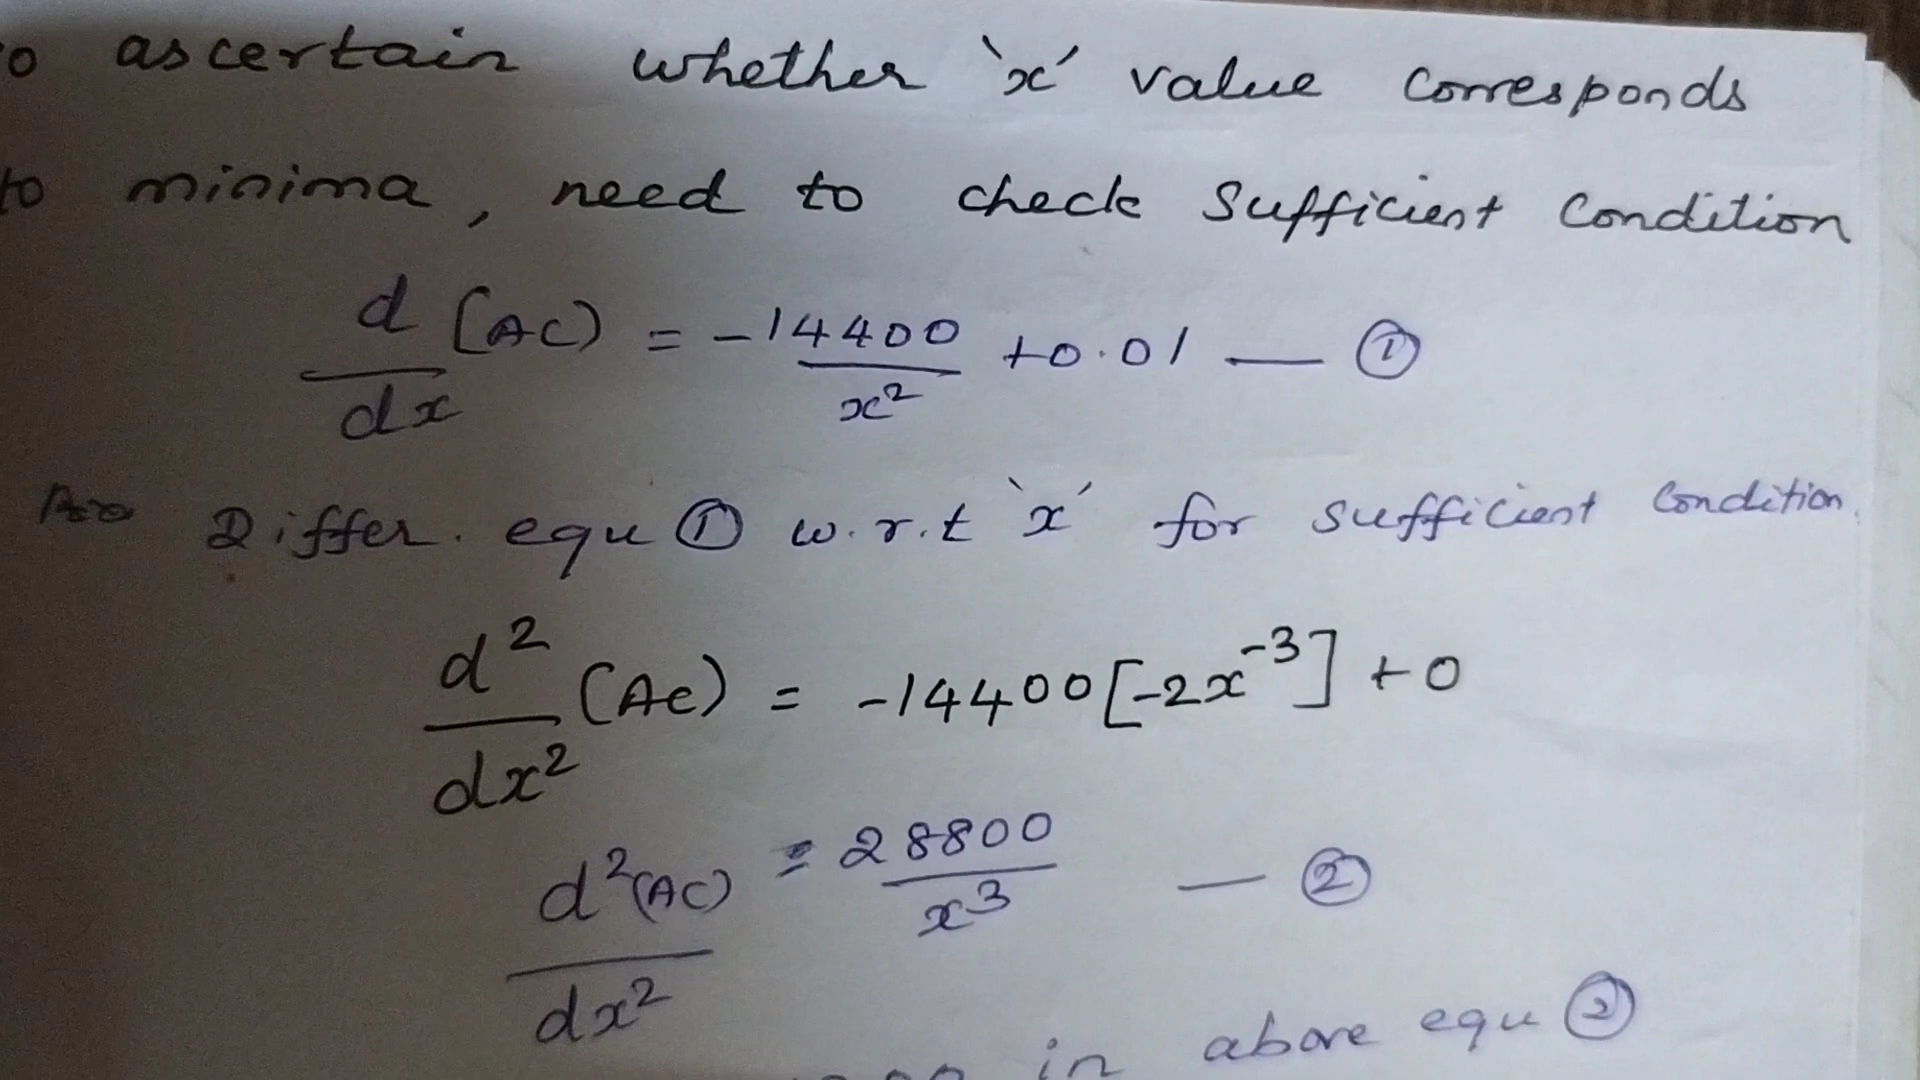 ascertain whether 'x' value corresponds
to minima, need to check sufficient condition
d/dx (AC) = -14400/x² +0.01 — ①
Differ. equ ① w.r.t 'x' for sufficient condition.
d²/dx² (AC) = -14400[-2x⁻³] + 0
d²(AC)/dx² = 28800/x³ — ②
in above equ ②